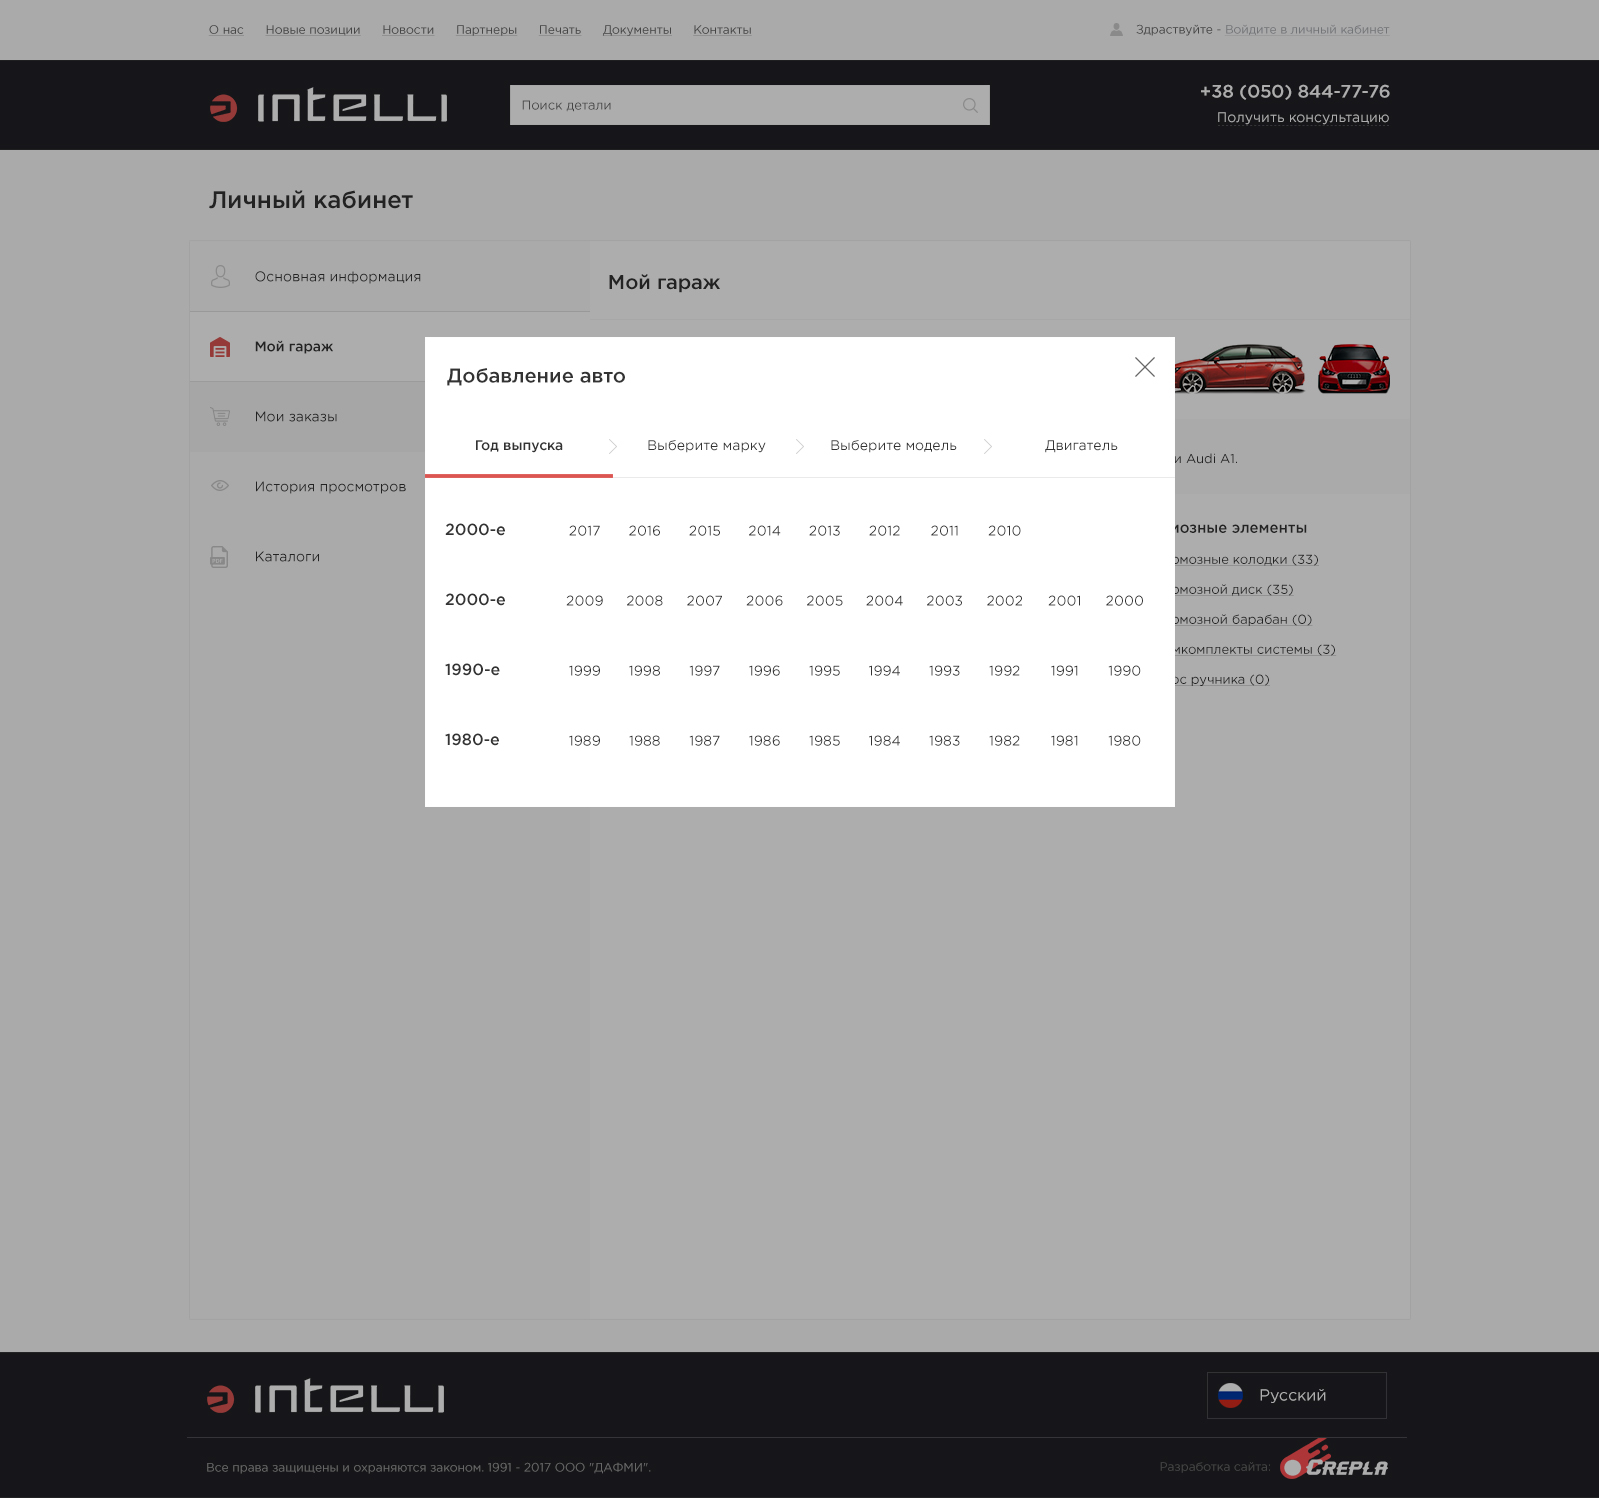 О нас Новые позиции Новости Партнеры Печать Документы Контакты Здравствуйте - Войдите в личный кабинет
INTELLI Поиск детали +38 (050) 844-77-76
Получить консультацию
Личный кабинет
Основная информация
Мой гараж
Мои заказы
История просмотров
PDF Каталоги
Мой гараж
и Audi A1.
мозные элементы
рмозные колодки (33)
рмозной диск (35)
рмозной барабан (0)
мкомплекты системы (3)
ос ручника (0)
Добавление авто
Год выпуска Выберите марку Выберите модель Двигатель
2000-е 2017 2016 2015 2014 2013 2012 2011 2010
2000-е 2009 2008 2007 2006 2005 2004 2003 2002 2001 2000
1990-е 1999 1998 1997 1996 1995 1994 1993 1992 1991 1990
1980-е 1989 1988 1987 1986 1985 1984 1983 1982 1981 1980
INTELLI Русский
Все права защищены и охраняются законом. 1991 - 2017 ООО "ДАФМИ". Разработка сайта: CREPLA